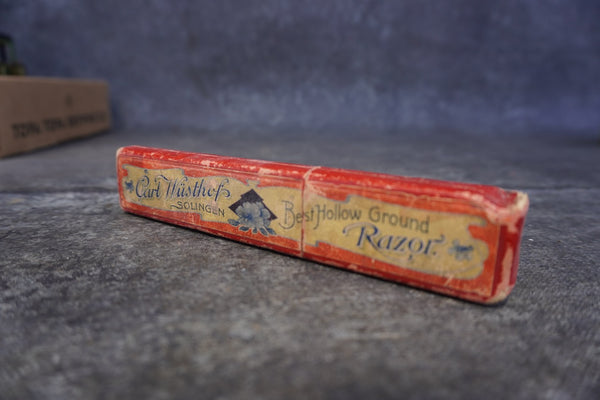 Carl Wüsthof
SOLINGEN
Best Hollow Ground
Razor.